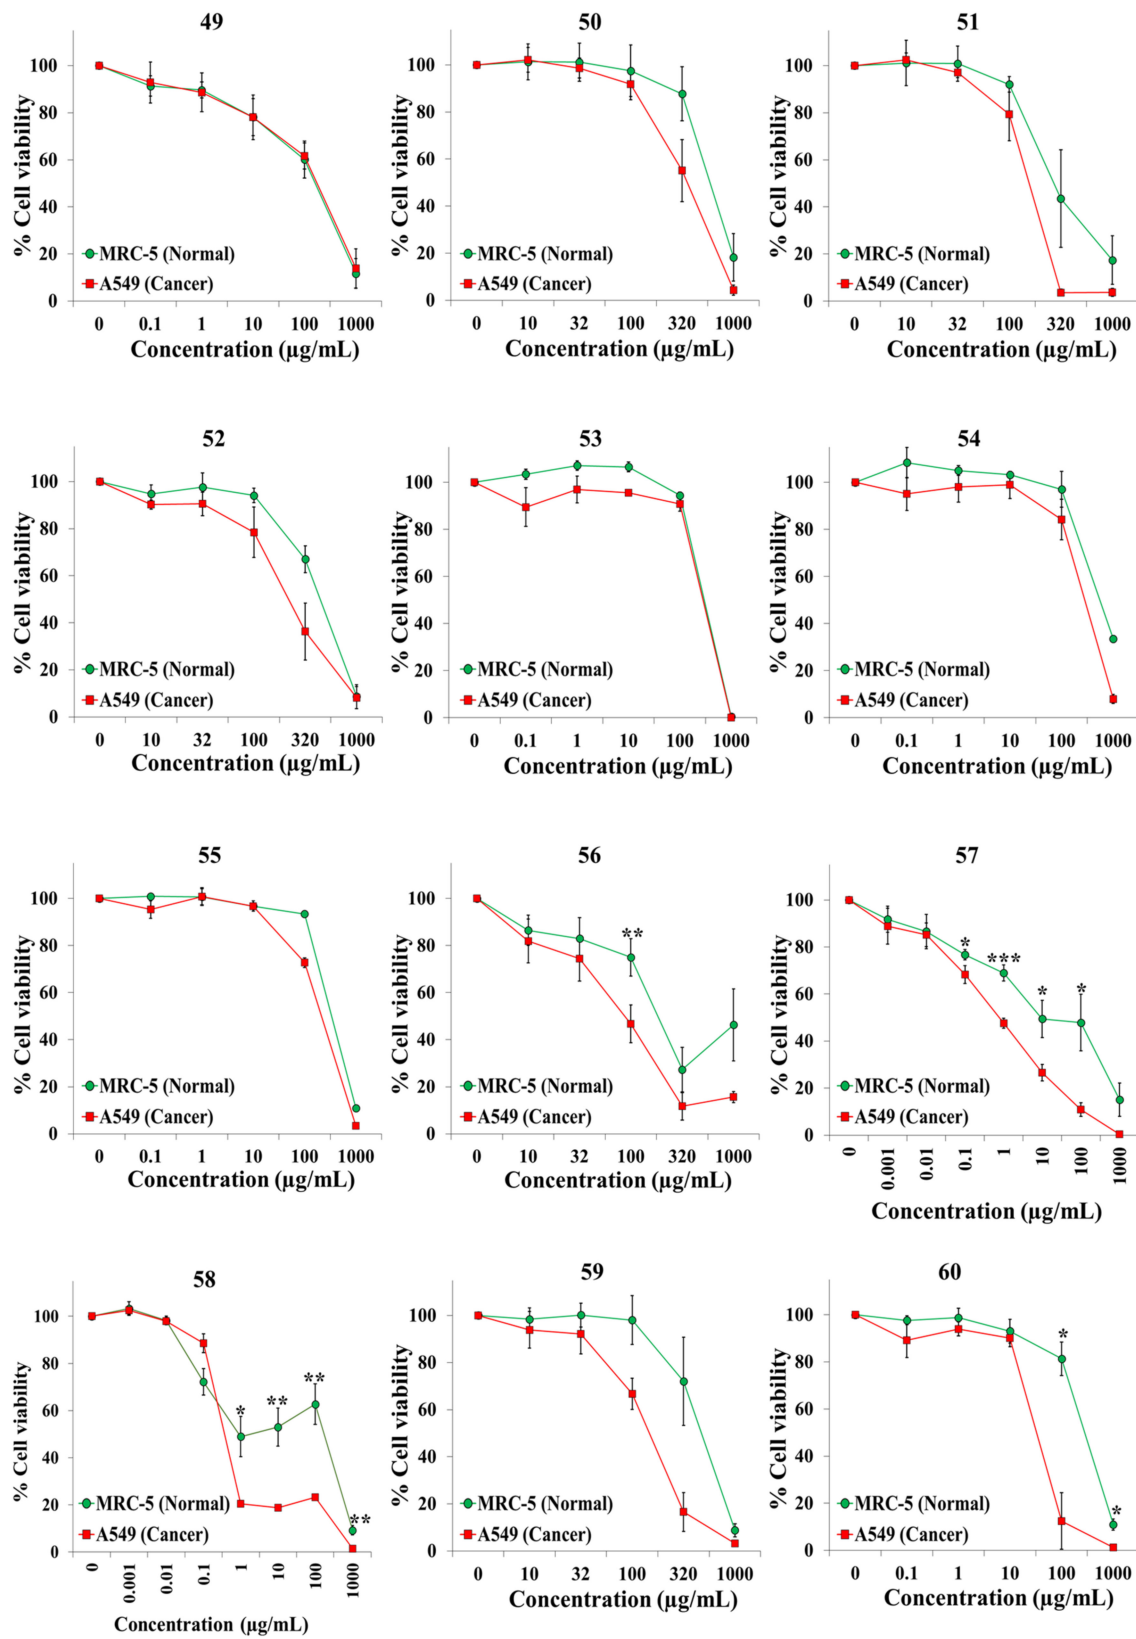 49
% Cell viability
100
80
60
40
20
0
MRC-5 (Normal)
A549 (Cancer)
0 0.1 1 10 100 1000
Concentration (µg/mL)
50
% Cell viability
100
80
60
40
20
0
MRC-5 (Normal)
A549 (Cancer)
0 10 32 100 320 1000
Concentration (µg/mL)
51
% Cell viability
100
80
60
40
20
0
MRC-5 (Normal)
A549 (Cancer)
0 10 32 100 320 1000
Concentration (µg/mL)
52
% Cell viability
100
80
60
40
20
0
MRC-5 (Normal)
A549 (Cancer)
0 10 32 100 320 1000
Concentration (µg/mL)
53
% Cell viability
100
80
60
40
20
0
MRC-5 (Normal)
A549 (Cancer)
0 0.1 1 10 100 1000
Concentration (µg/mL)
54
% Cell viability
100
80
60
40
20
0
MRC-5 (Normal)
A549 (Cancer)
0 0.1 1 10 100 1000
Concentration (µg/mL)
55
% Cell viability
100
80
60
40
20
0
MRC-5 (Normal)
A549 (Cancer)
0 0.1 1 10 100 1000
Concentration (µg/mL)
56
% Cell viability
100
80
60
40
20
0
**
MRC-5 (Normal)
A549 (Cancer)
0 10 32 100 320 1000
Concentration (µg/mL)
57
% Cell viability
100
80
60
40
20
0
* *** * *
MRC-5 (Normal)
A549 (Cancer)
0 0.001 0.01 0.1 1 10 100 1000
Concentration (µg/mL)
58
% Cell viability
100
80
60
40
20
0
* ** ** **
MRC-5 (Normal)
A549 (Cancer)
0 0.001 0.01 0.1 1 10 100 1000
Concentration (µg/mL)
59
% Cell viability
100
80
60
40
20
0
MRC-5 (Normal)
A549 (Cancer)
0 10 32 100 320 1000
Concentration (µg/mL)
60
% Cell viability
100
80
60
40
20
0
* *
MRC-5 (Normal)
A549 (Cancer)
0 0.1 1 10 100 1000
Concentration (µg/mL)